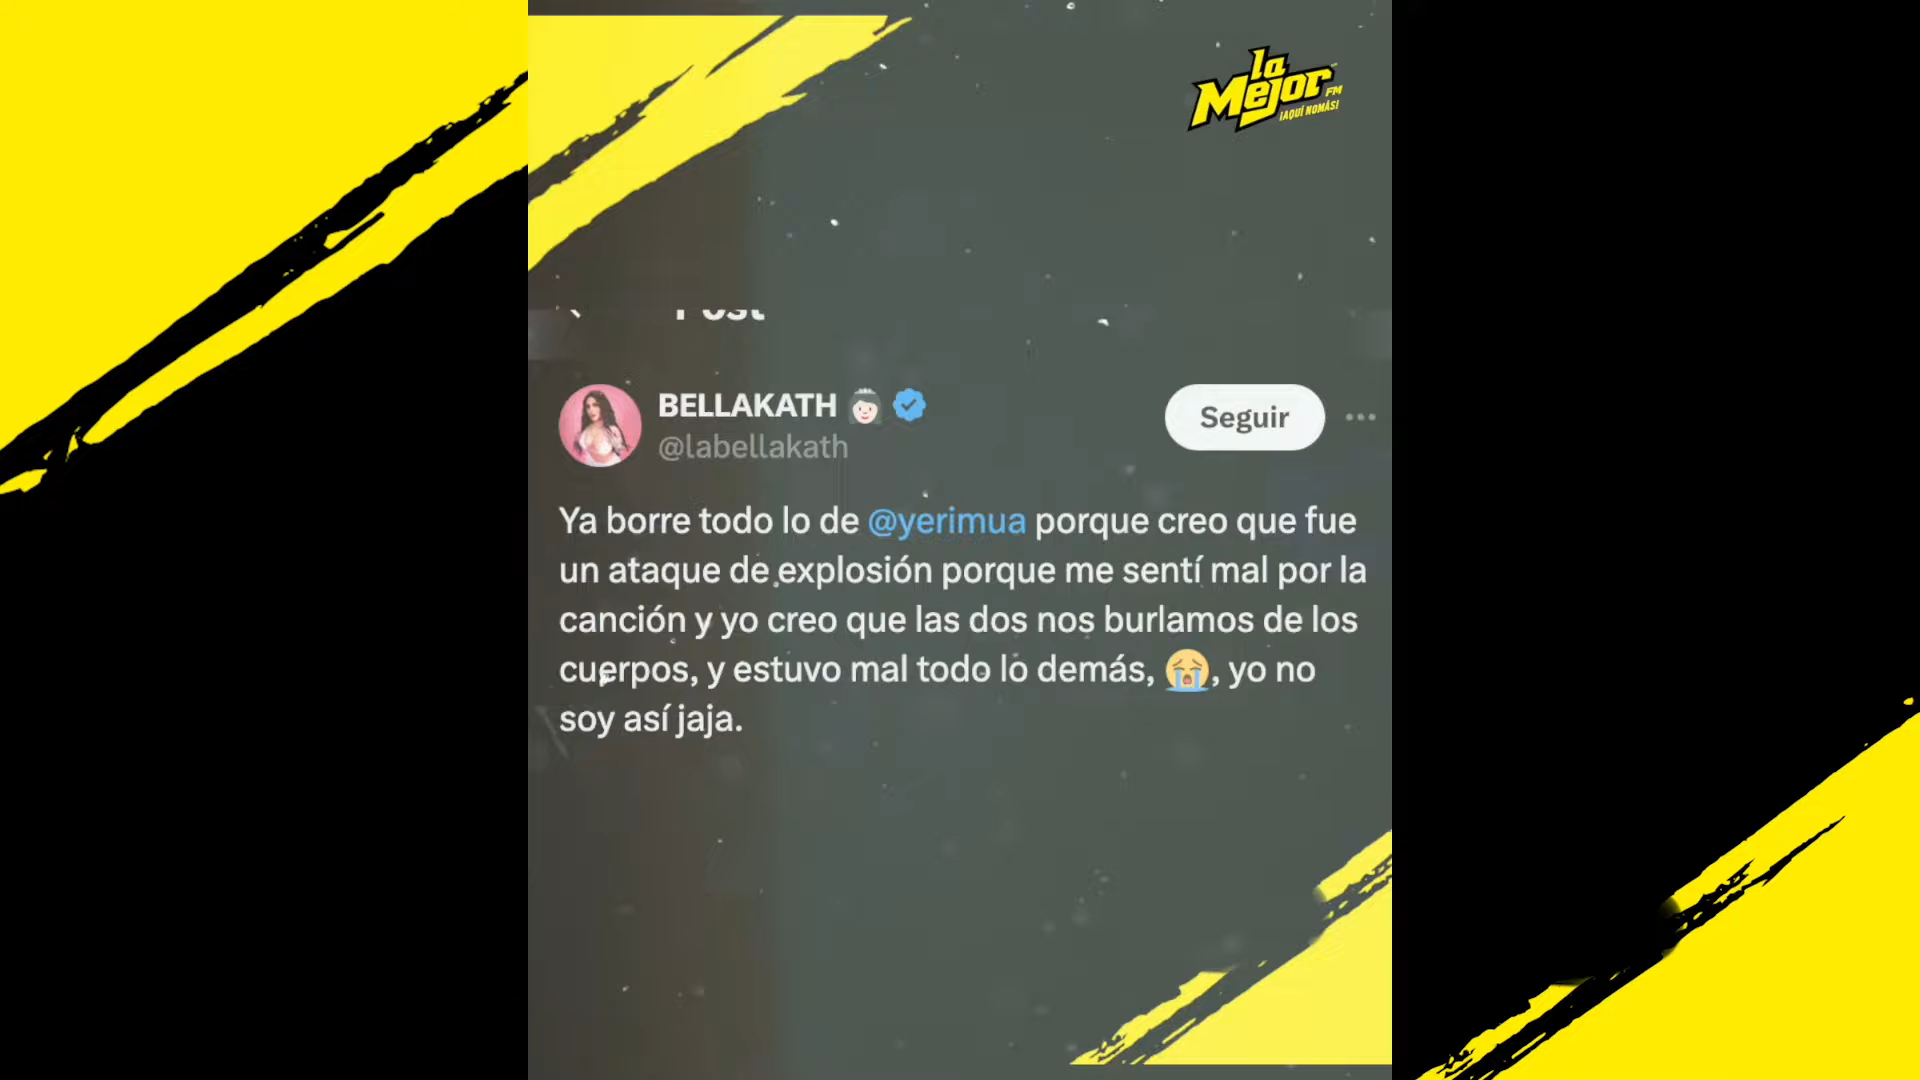 la
Mejor
FM
¡AQUÍ NOMÁS!
Post
BELLAKATH
@labellakath
Seguir
Ya borre todo lo de @yerimua porque creo que fue
un ataque de explosión porque me sentí mal por la
canción y yo creo que las dos nos burlamos de los
cuerpos, y estuvo mal todo lo demás, 😭, yo no
soy así jaja.